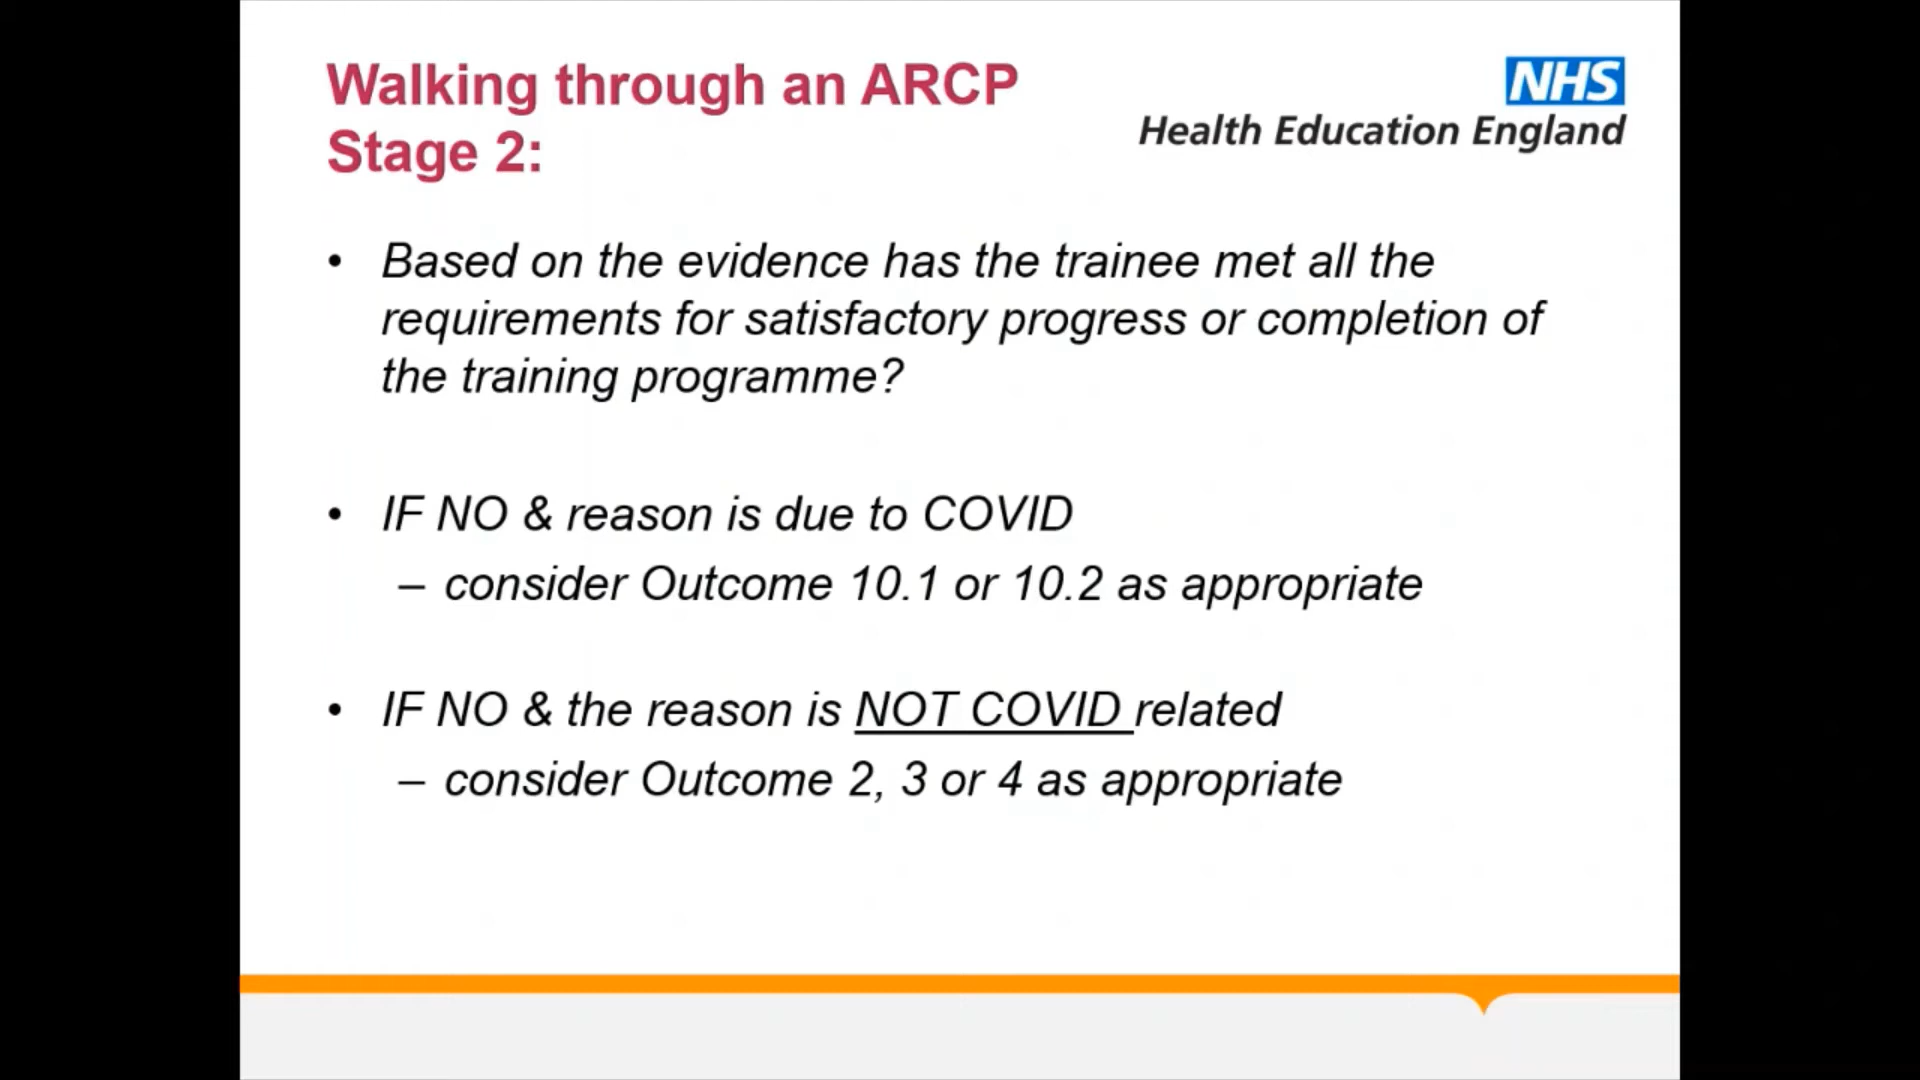 Walking through an ARCP
Stage 2:
NHS
Health Education England
• Based on the evidence has the trainee met all the
requirements for satisfactory progress or completion of
the training programme?
• IF NO & reason is due to COVID
– consider Outcome 10.1 or 10.2 as appropriate
• IF NO & the reason is NOT COVID related
– consider Outcome 2, 3 or 4 as appropriate